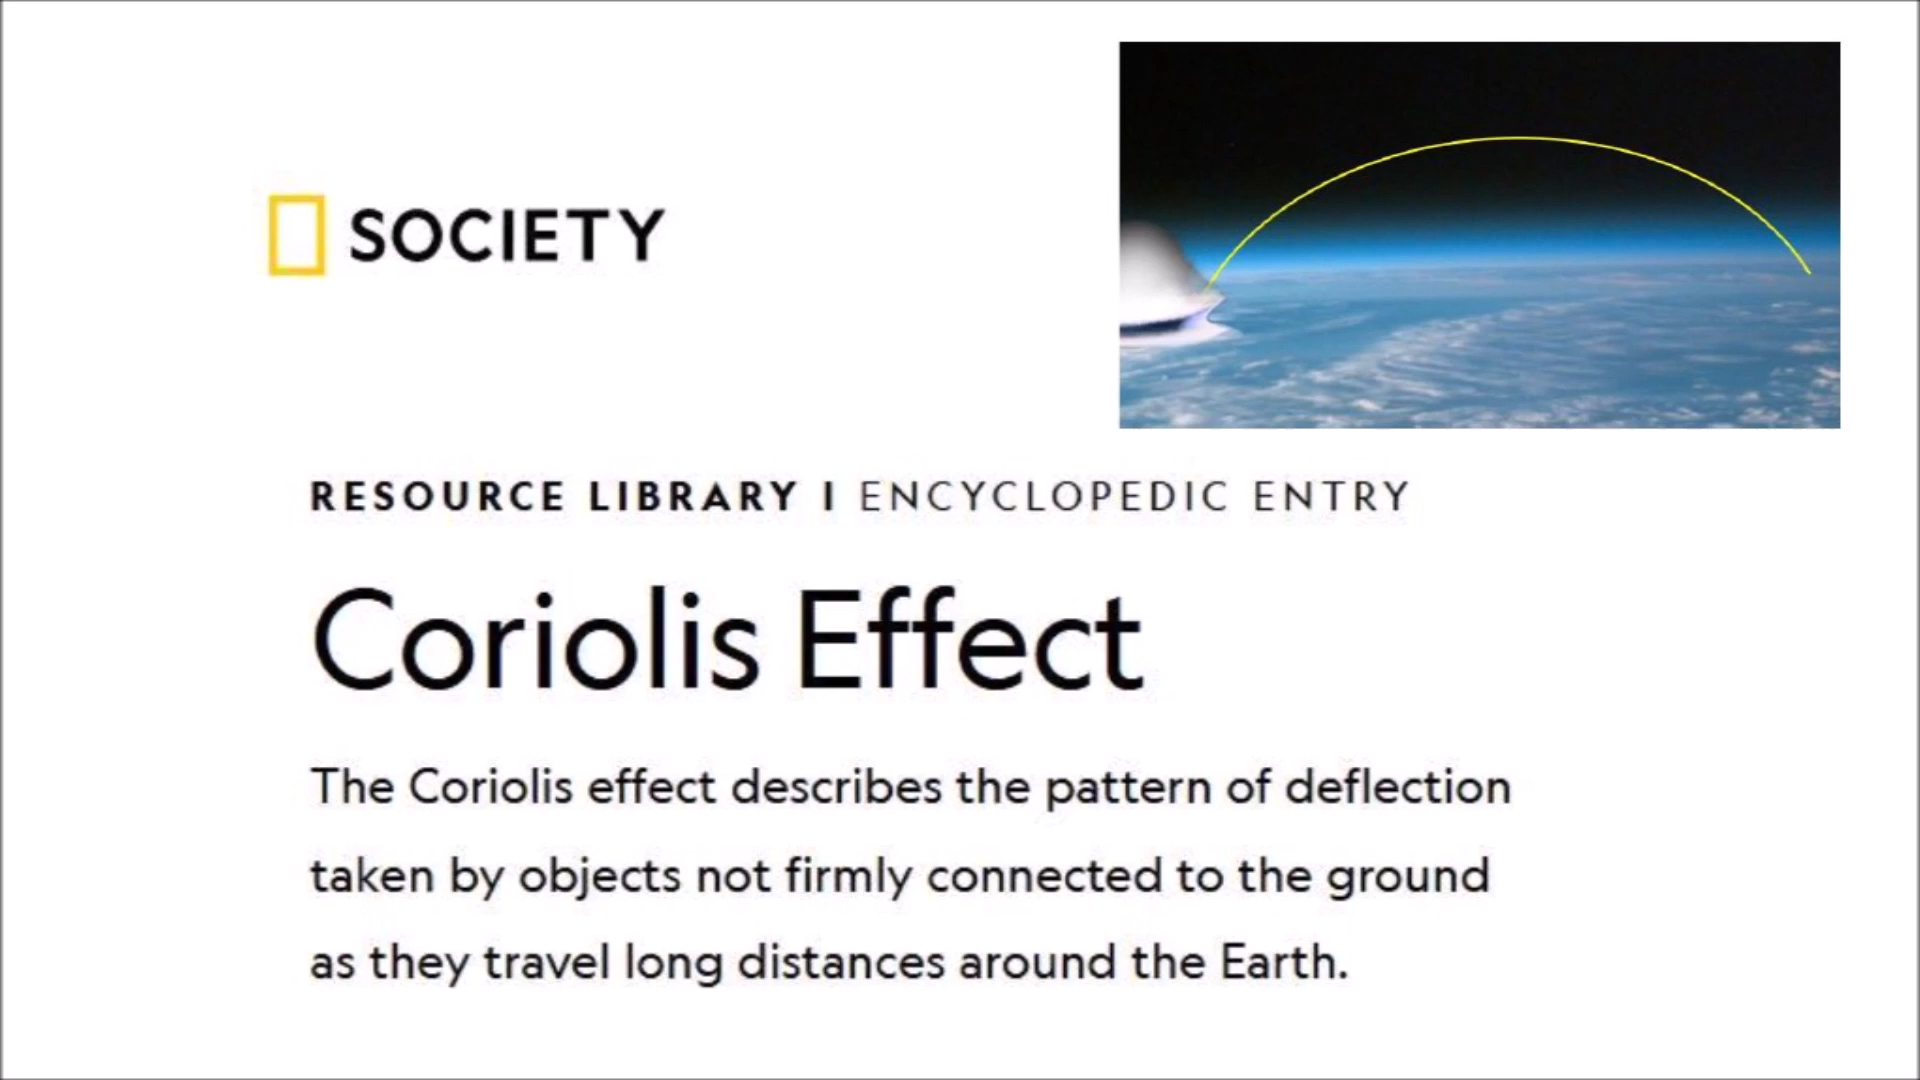 SOCIETY
RESOURCE LIBRARY I ENCYCLOPEDIC ENTRY
Coriolis Effect
The Coriolis effect describes the pattern of deflection
taken by objects not firmly connected to the ground
as they travel long distances around the Earth.